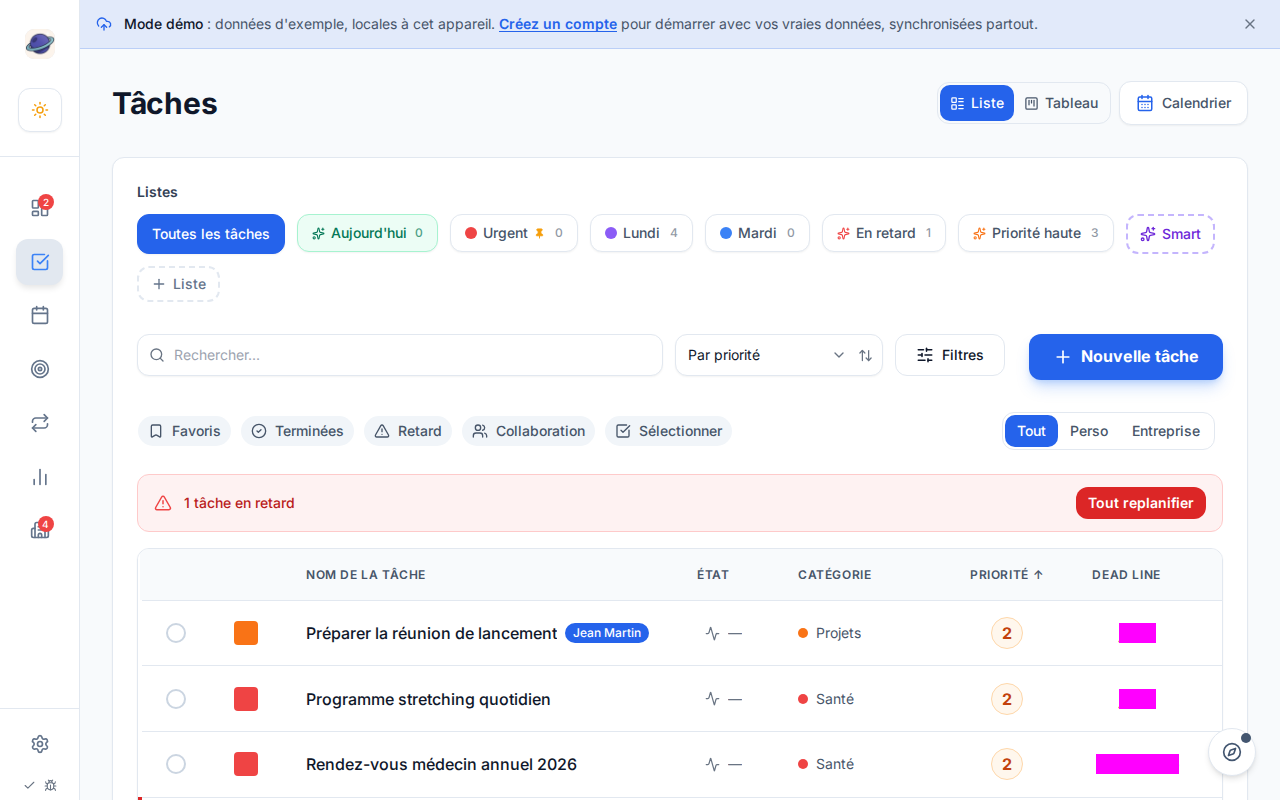 Mode démo : données d'exemple, locales à cet appareil. Créez un compte pour démarrer avec vos vraies données, synchronisées partout.
Tâches
Liste
Tableau
Calendrier
2
4
Listes
Toutes les tâches
Aujourd'hui 0
Urgent 0
Lundi 4
Mardi 0
En retard 1
Priorité haute 3
Smart
Liste
Rechercher...
Par priorité
Filtres
Nouvelle tâche
Favoris
Terminées
Retard
Collaboration
Sélectionner
Tout
Perso
Entreprise
1 tâche en retard
Tout replanifier
NOM DE LA TÂCHE ÉTAT CATÉGORIE PRIORITÉ ↑ DEAD LINE
Préparer la réunion de lancement Jean Martin — Projets 2
Programme stretching quotidien — Santé 2
Rendez-vous médecin annuel 2026 — Santé 2